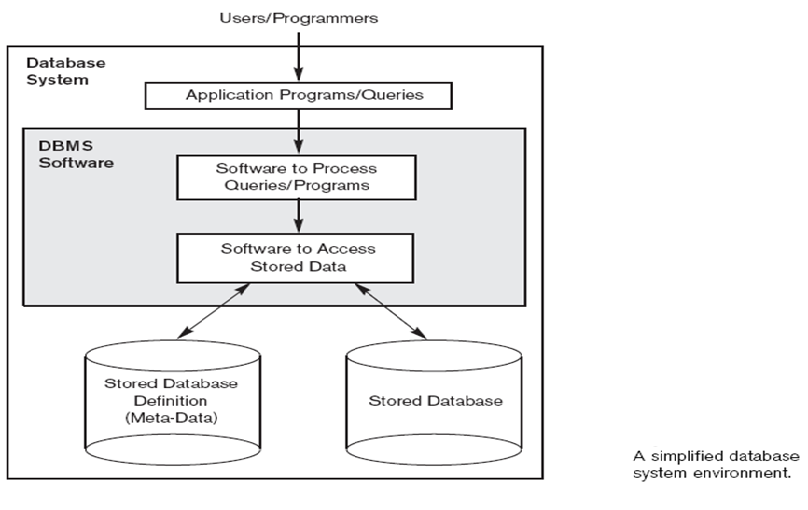 Users/Programmers
Database
System
Application Programs/Queries
DBMS
Software
Software to Process
Queries/Programs
Software to Access
Stored Data
Stored Database
Definition
(Meta-Data)
Stored Database
A simplified database
system environment.